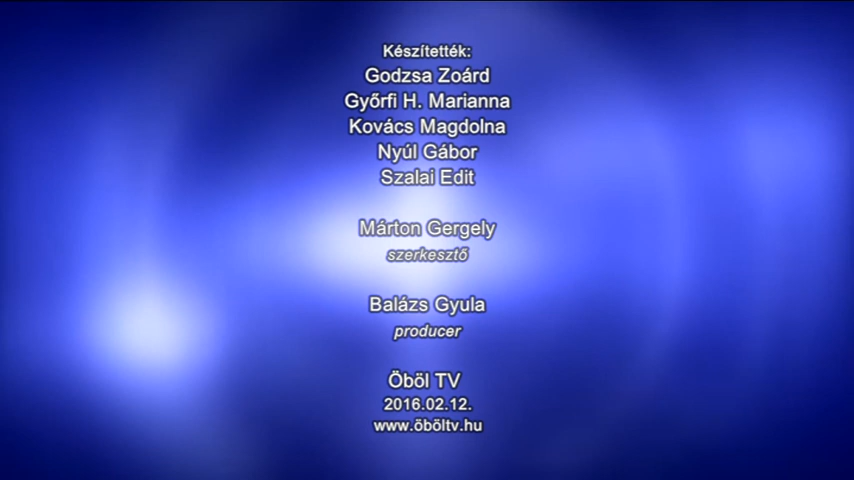 Készítették:
Godzsa Zoárd
Győrfi H. Marianna
Kovács Magdolna
Nyúl Gábor
Szalai Edit
Márton Gergely
szerkesztő
Balázs Gyula
producer
Öböl TV
2016.02.12.
www.öböltv.hu